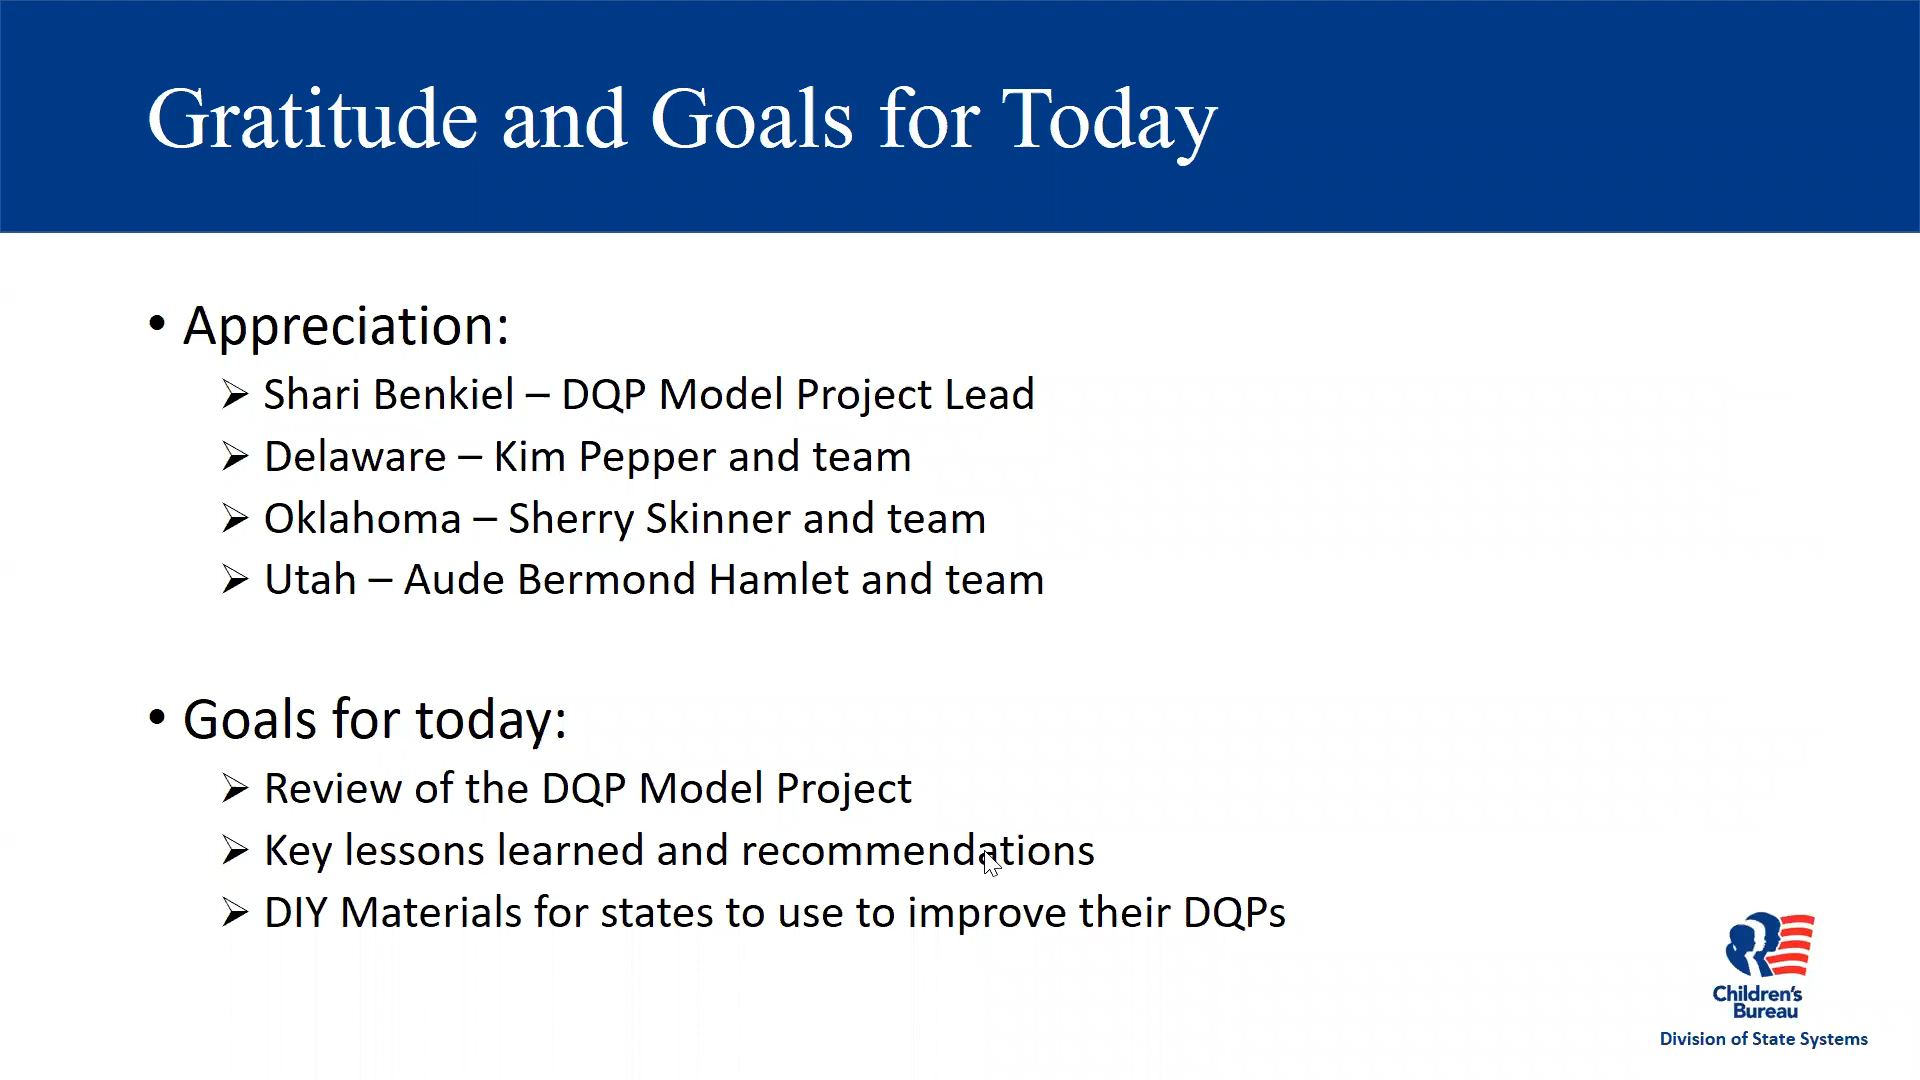 Gratitude and Goals for Today
• Appreciation:
➢ Shari Benkiel – DQP Model Project Lead
➢ Delaware – Kim Pepper and team
➢ Oklahoma – Sherry Skinner and team
➢ Utah – Aude Bermond Hamlet and team
• Goals for today:
➢ Review of the DQP Model Project
➢ Key lessons learned and recommendations
➢ DIY Materials for states to use to improve their DQPs
Children's
Bureau
Division of State Systems